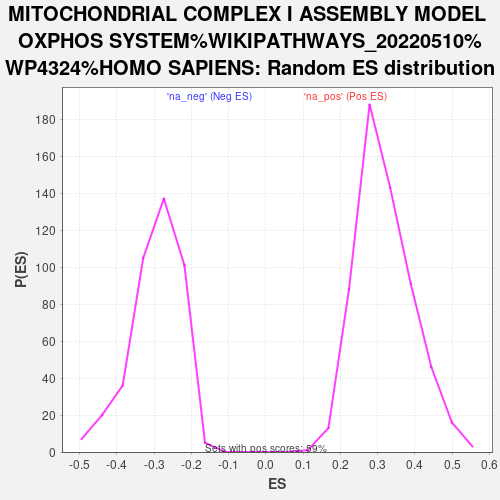 MITOCHONDRIAL COMPLEX I ASSEMBLY MODEL
OXPHOS SYSTEM%WIKIPATHWAYS_20220510%
WP4324%HOMO SAPIENS: Random ES distribution
'na_neg' (Neg ES) 'na_pos' (Pos ES)
180
160
140
120
100
80
60
40
20
0
P(ES)
Sets with pos scores: 59%
-0.5 -0.4 -0.3 -0.2 -0.1 0.0 0.1 0.2 0.3 0.4 0.5 0.6
ES